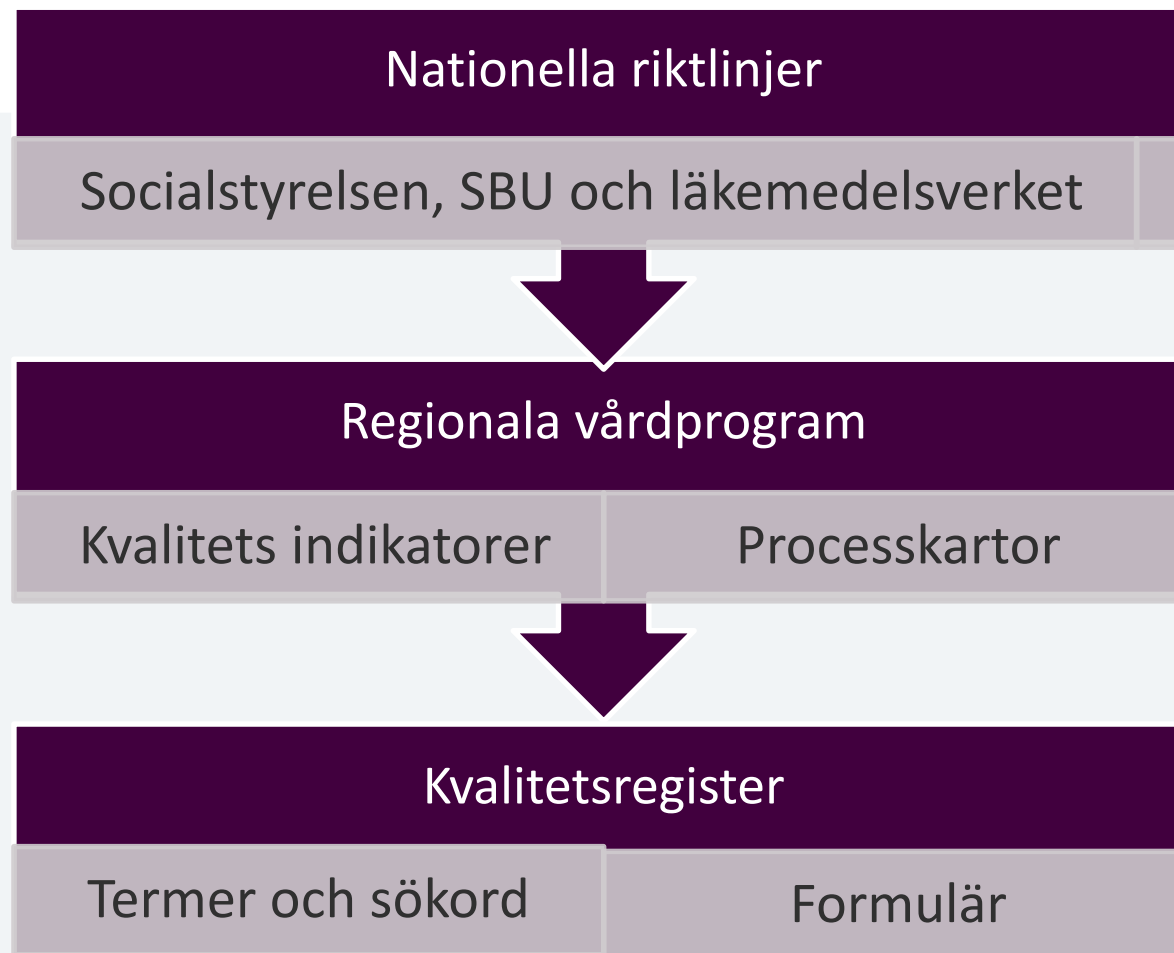 Nationella riktlinjer
Socialstyrelsen, SBU och läkemedelsverket
Regionala vårdprogram
Kvalitets indikatorer
Processkartor
Kvalitetsregister
Termer och sökord
Formulär